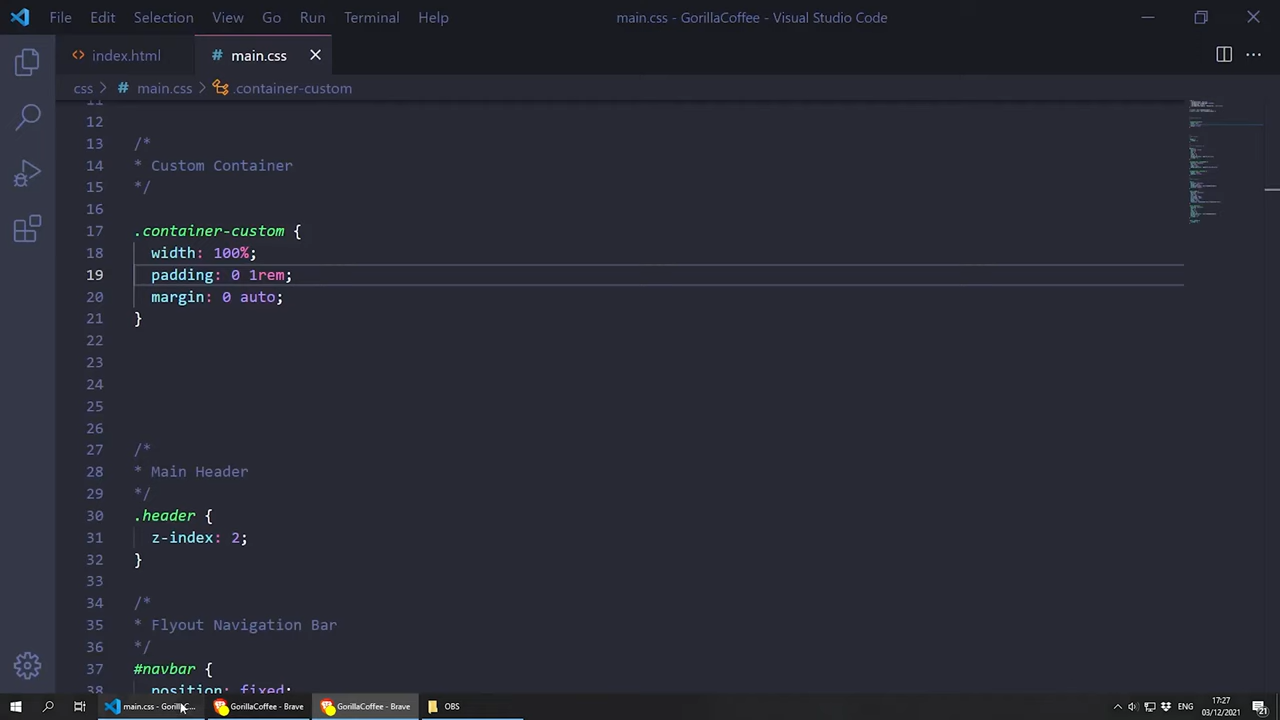 File Edit Selection View Go Run Terminal Help main.css - GorillaCoffee - Visual Studio Code
<> index.html # main.css
css > # main.css > container-custom
11
12
13 /*
14 * Custom Container
15 */
16
17 .container-custom {
18 width: 100%;
19 padding: 0 1rem;
20 margin: 0 auto;
21 }
22
23
24
25
26
27 /*
28 * Main Header
29 */
30 .header {
31 z-index: 2;
32 }
33
34 /*
35 * Flyout Navigation Bar
36 */
37 #navbar {
38 position: fixed;
main.css - Gorill... GorillaCoffee - Brave GorillaCoffee - Brave OBS ENG 17:27
03/12/2021